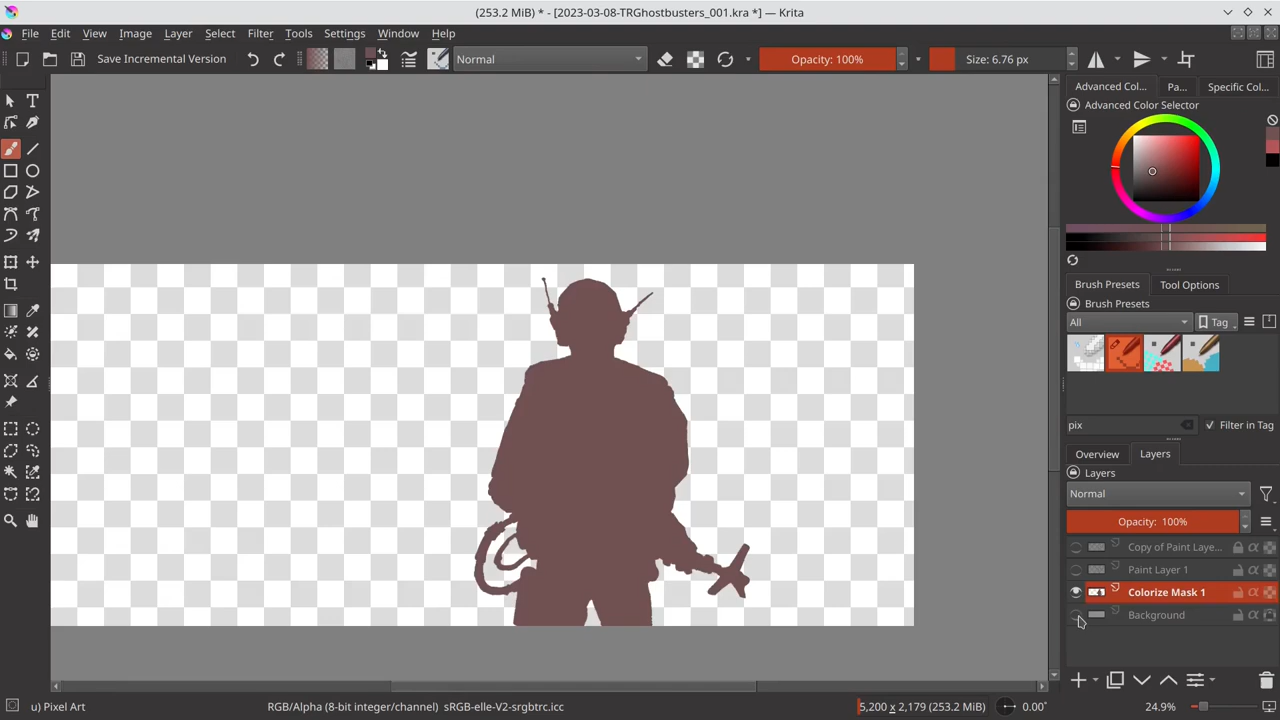 (253.2 MiB) * - [2023-03-08-TRGhostbusters_001.kra *] — Krita
File Edit View Image Layer Select Filter Tools Settings Window Help
Save Incremental Version
Normal
Opacity: 100%
Size: 6.76 px
Advanced Col...
Pa...
Specific Col...
Advanced Color Selector
Brush Presets
Tool Options
Brush Presets
All
Tag
pix
Filter in Tag
Overview
Layers
Layers
Normal
Opacity: 100%
Copy of Paint Laye...
Paint Layer 1
Colorize Mask 1
Background
u) Pixel Art
RGB/Alpha (8-bit integer/channel) sRGB-elle-V2-srgbtrc.icc
5,200 x 2,179 (253.2 MiB)
0.00°
24.9%